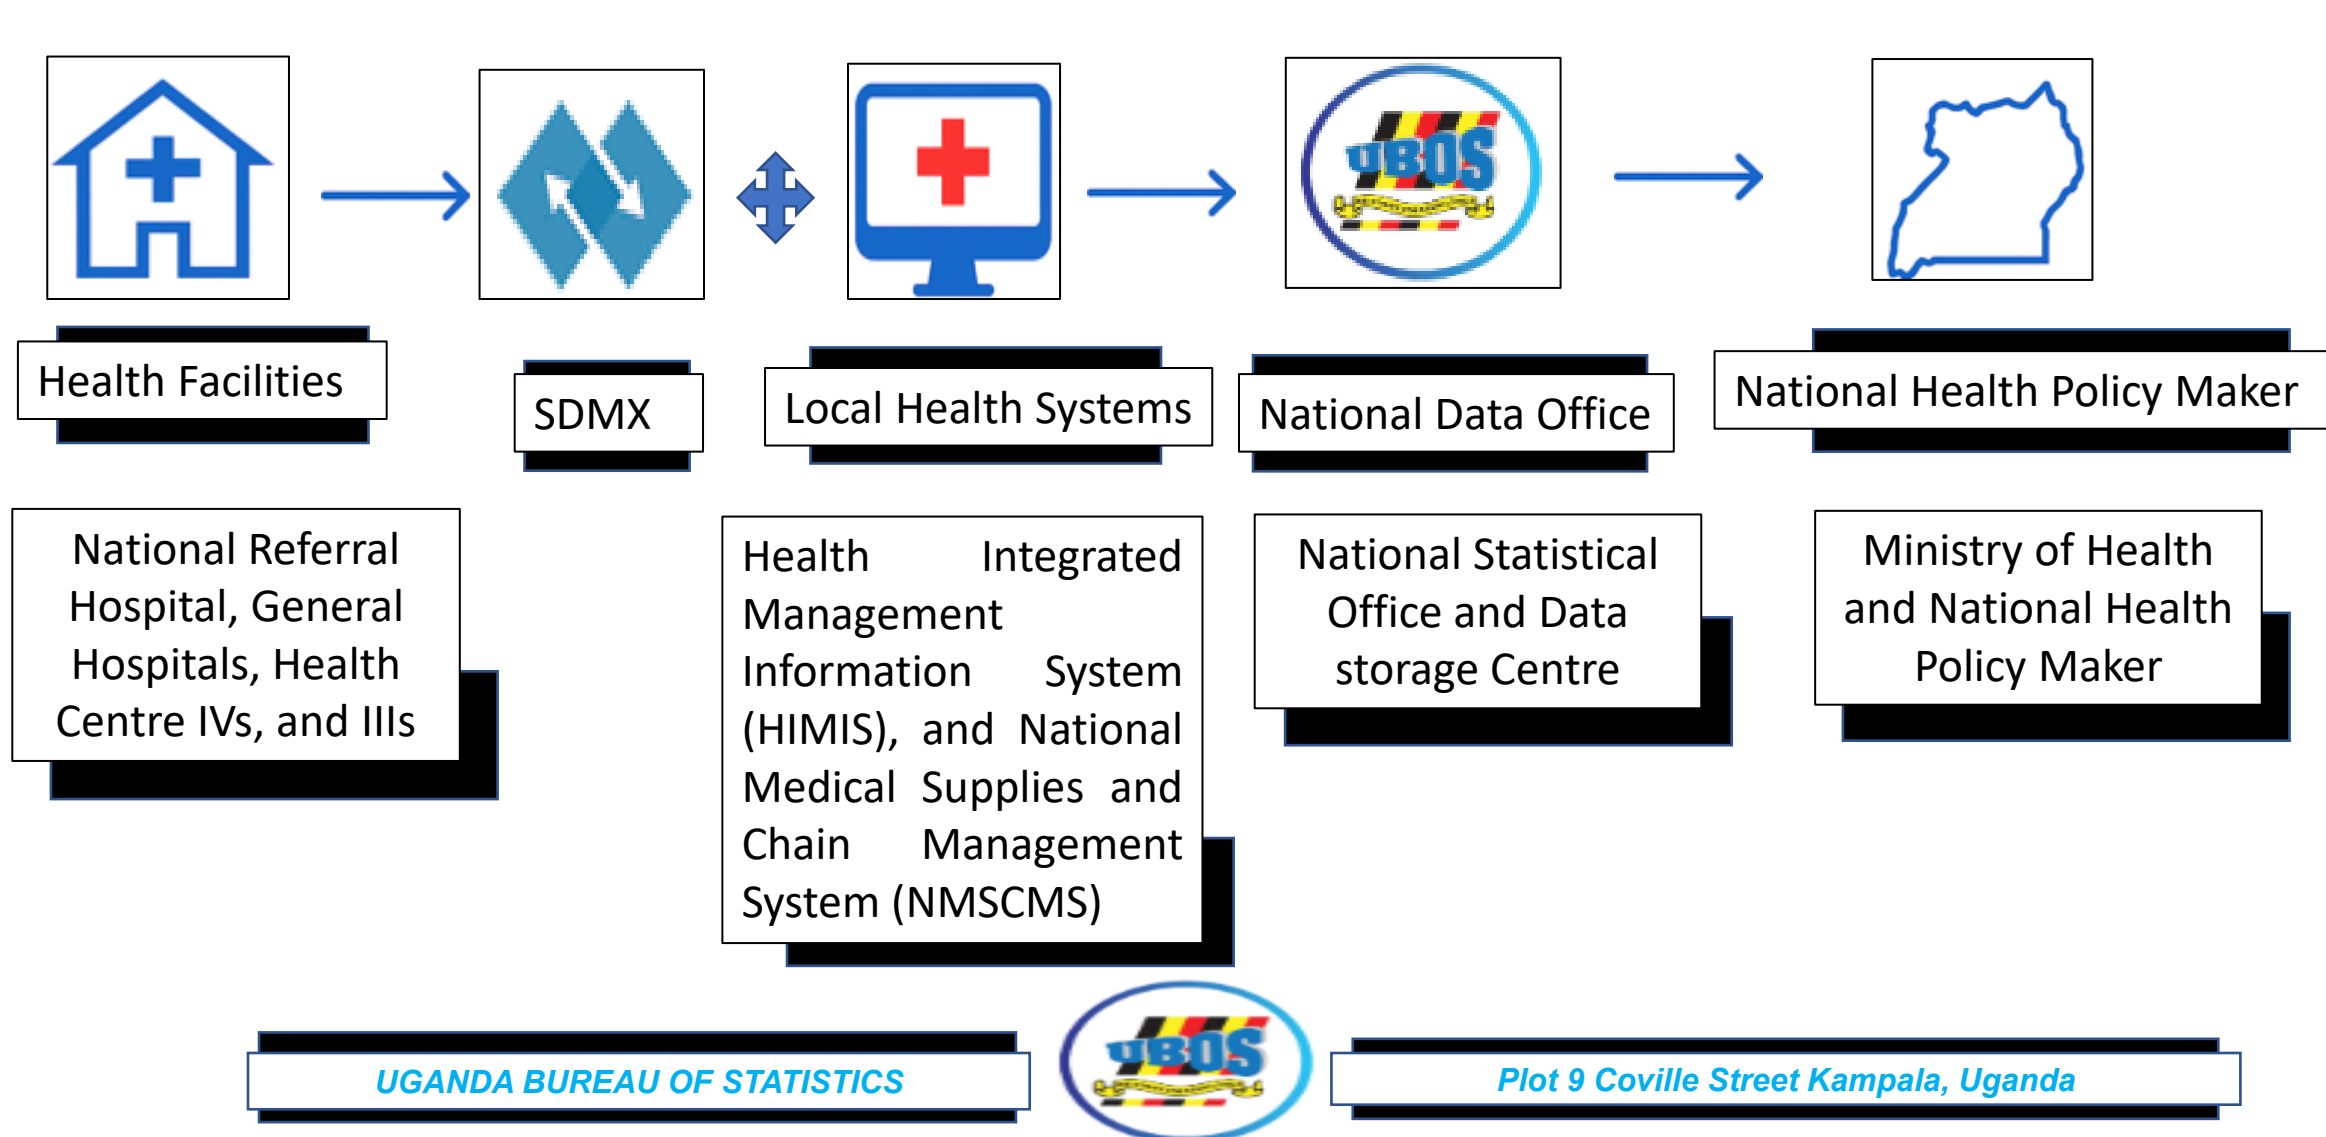 UBOS
Health Facilities
SDMX
Local Health Systems
National Data Office
National Health Policy Maker
National Referral
Hospital, General
Hospitals, Health
Centre IVs, and IIIs
Health Integrated
Management
Information System
(HIMIS), and National
Medical Supplies and
Chain Management
System (NMSCMS)
National Statistical
Office and Data
storage Centre
Ministry of Health
and National Health
Policy Maker
UGANDA BUREAU OF STATISTICS
UBOS
Plot 9 Coville Street Kampala, Uganda